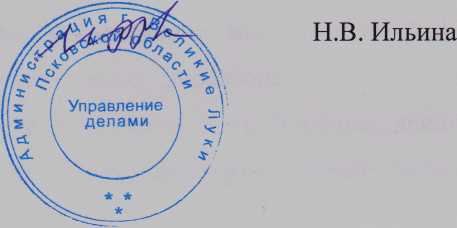 Н.В. Ильина
Администрация г. Великие Луки
Псковской области
Управление
делами